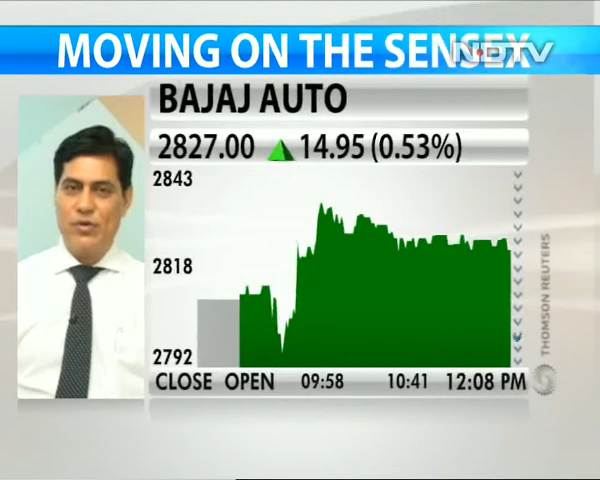 MOVING ON THE SENSEX
NDTV
BAJAJ AUTO
2827.00 ▲ 14.95 (0.53%)
2843
2818
2792
CLOSE OPEN 09:58 10:41 12:08 PM
THOMSON REUTERS